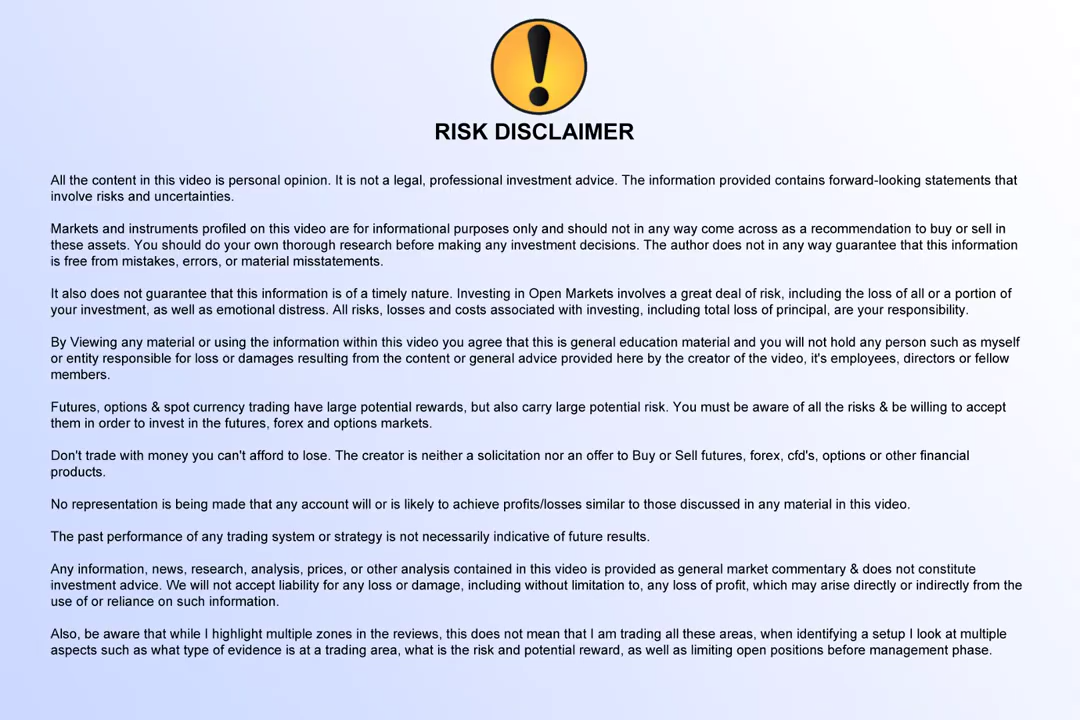 RISK DISCLAIMER
All the content in this video is personal opinion. It is not a legal, professional investment advice. The information provided contains forward-looking statements that
involve risks and uncertainties.
Markets and instruments profiled on this video are for informational purposes only and should not in any way come across as a recommendation to buy or sell in
these assets. You should do your own thorough research before making any investment decisions. The author does not in any way guarantee that this information
is free from mistakes, errors, or material misstatements.
It also does not guarantee that this information is of a timely nature. Investing in Open Markets involves a great deal of risk, including the loss of all or a portion of
your investment, as well as emotional distress. All risks, losses and costs associated with investing, including total loss of principal, are your responsibility.
By Viewing any material or using the information within this video you agree that this is general education material and you will not hold any person such as myself
or entity responsible for loss or damages resulting from the content or general advice provided here by the creator of the video, it's employees, directors or fellow
members.
Futures, options & spot currency trading have large potential rewards, but also carry large potential risk. You must be aware of all the risks & be willing to accept
them in order to invest in the futures, forex and options markets.
Don't trade with money you can't afford to lose. The creator is neither a solicitation nor an offer to Buy or Sell futures, forex, cfd's, options or other financial
products.
No representation is being made that any account will or is likely to achieve profits/losses similar to those discussed in any material in this video.
The past performance of any trading system or strategy is not necessarily indicative of future results.
Any information, news, research, analysis, prices, or other analysis contained in this video is provided as general market commentary & does not constitute
investment advice. We will not accept liability for any loss or damage, including without limitation to, any loss of profit, which may arise directly or indirectly from the
use of or reliance on such information.
Also, be aware that while I highlight multiple zones in the reviews, this does not mean that I am trading all these areas, when identifying a setup I look at multiple
aspects such as what type of evidence is at a trading area, what is the risk and potential reward, as well as limiting open positions before management phase.